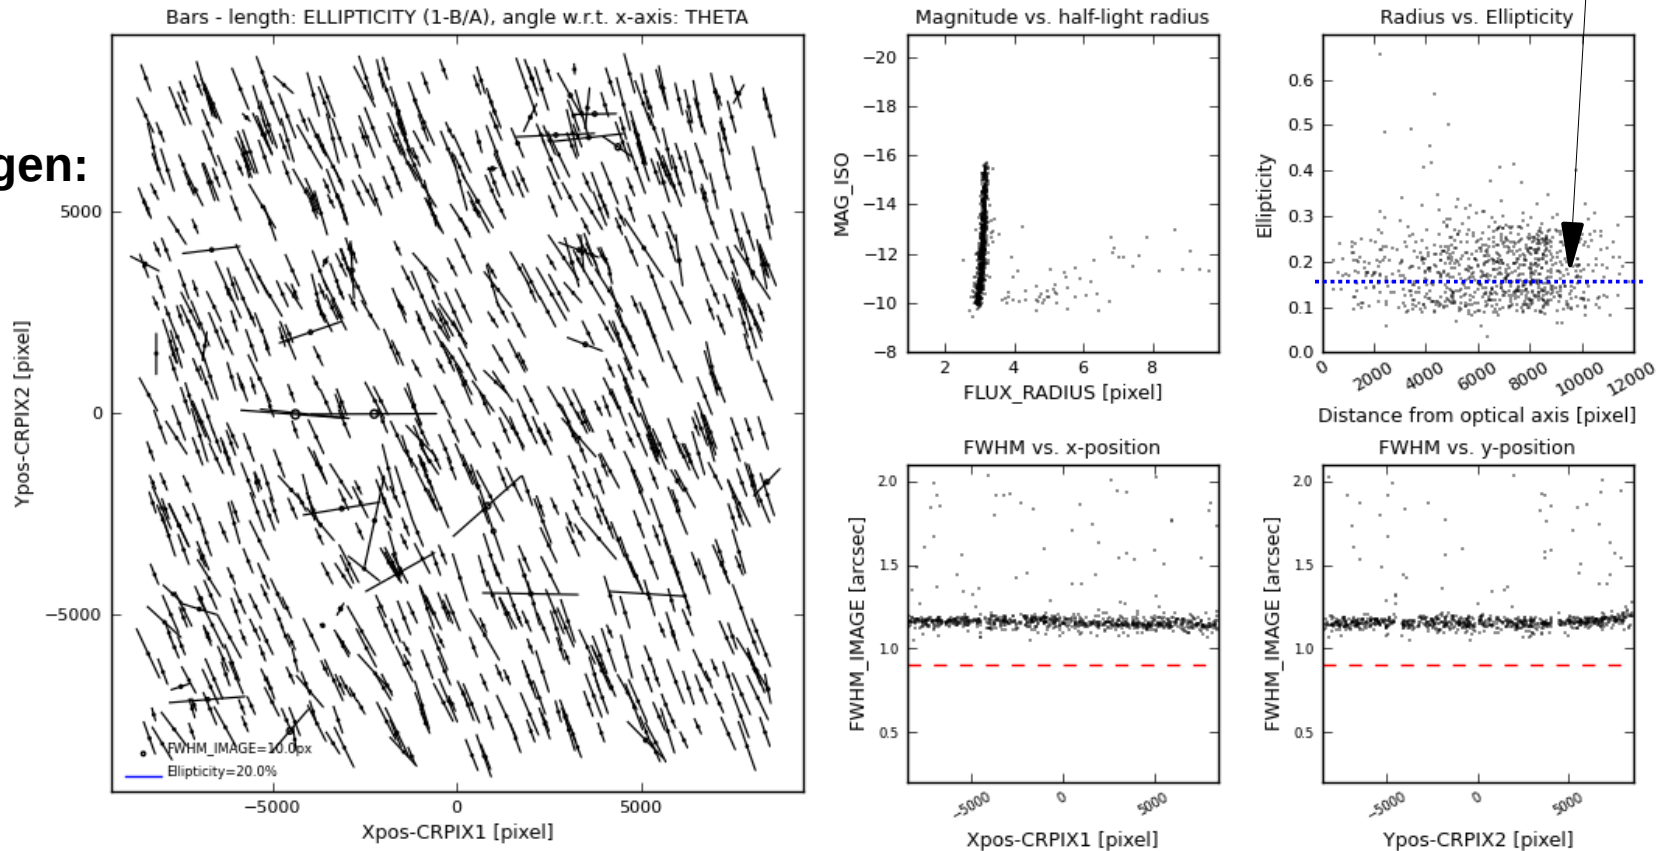 gen:
Bars - length: ELLIPTICITY (1-B/A), angle w.r.t. x-axis: THETA
Ypos-CRPIX2 [pixel]
5000
0
−5000
FWHM_IMAGE=10.0px
Ellipticity=20.0%
−5000 0 5000
Xpos-CRPIX1 [pixel]
Magnitude vs. half-light radius
MAG_ISO
−20
−18
−16
−14
−12
−10
−8
2 4 6 8
FLUX_RADIUS [pixel]
Radius vs. Ellipticity
Ellipticity
0.6
0.5
0.4
0.3
0.2
0.1
0.0
0 2000 4000 6000 8000 10000 12000
Distance from optical axis [pixel]
FWHM vs. x-position
FWHM_IMAGE [arcsec]
2.0
1.5
1.0
0.5
−5000 0 5000
Xpos-CRPIX1 [pixel]
FWHM vs. y-position
FWHM_IMAGE [arcsec]
2.0
1.5
1.0
0.5
−5000 0 5000
Ypos-CRPIX2 [pixel]